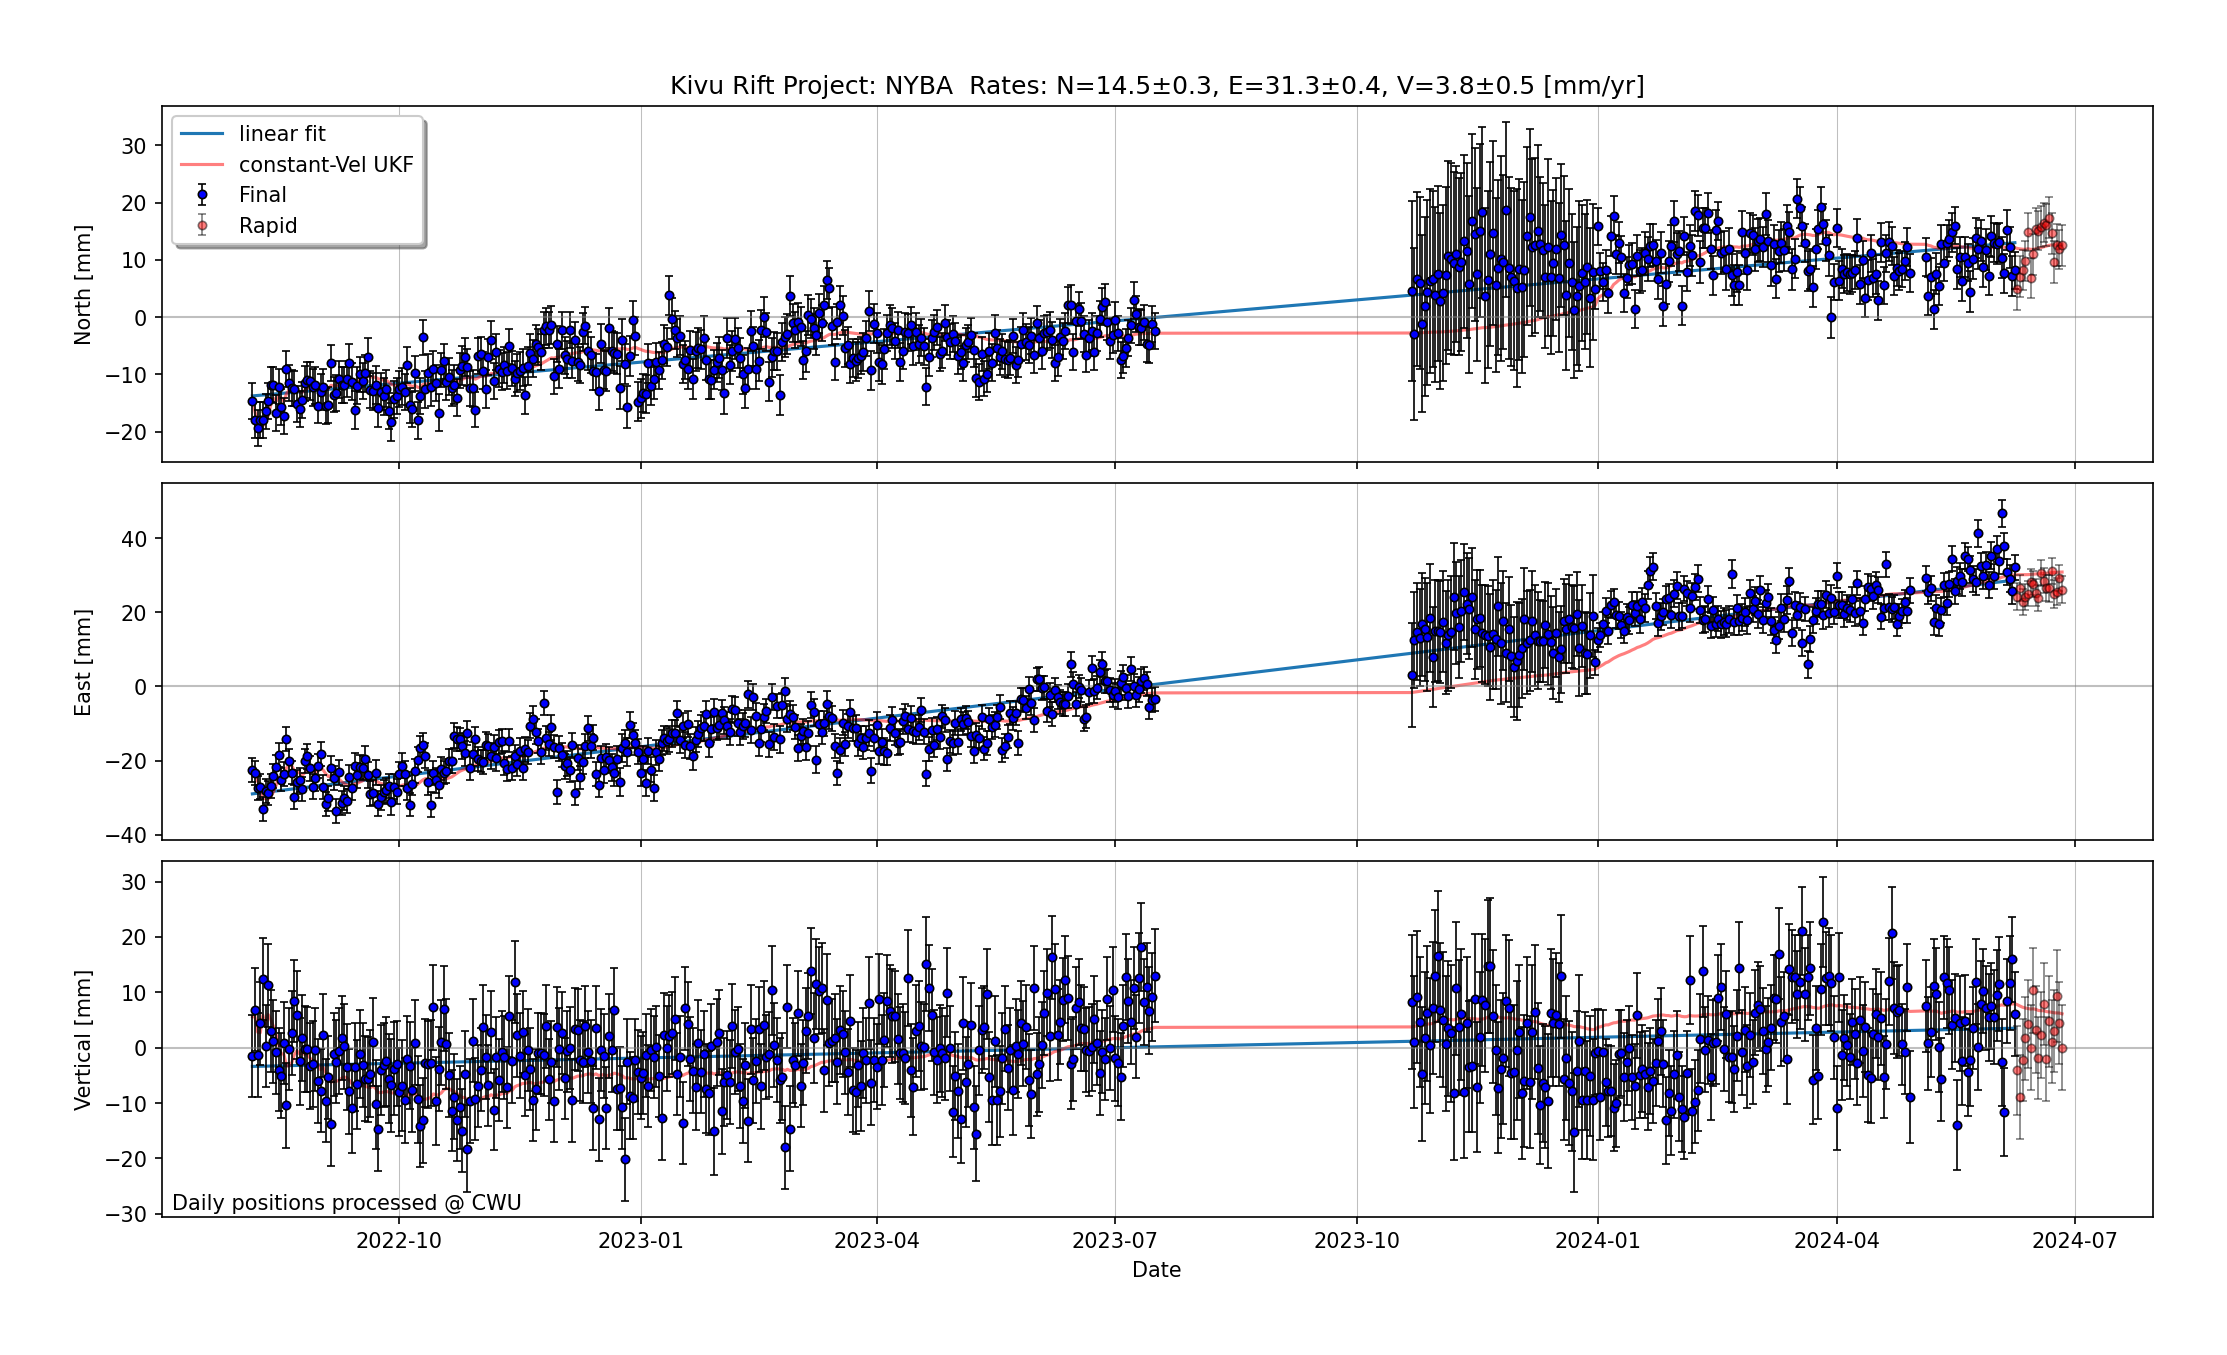 Kivu Rift Project: NYBA  Rates: N=14.5±0.3, E=31.3±0.4, V=3.8±0.5 [mm/yr]
linear fit
constant-Vel UKF
Final
Rapid
North [mm]
30
20
10
0
−10
−20
East [mm]
40
20
0
−20
−40
Vertical [mm]
30
20
10
0
−10
−20
−30
Daily positions processed @ CWU
2022-10 2023-01 2023-04 2023-07 2023-10 2024-01 2024-04 2024-07
Date